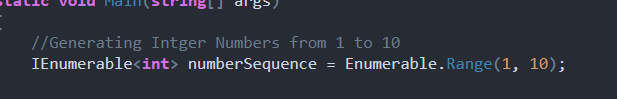 static void Main(string[] args)
{
//Generating Intger Numbers from 1 to 10
IEnumerable<int> numberSequence = Enumerable.Range(1, 10);